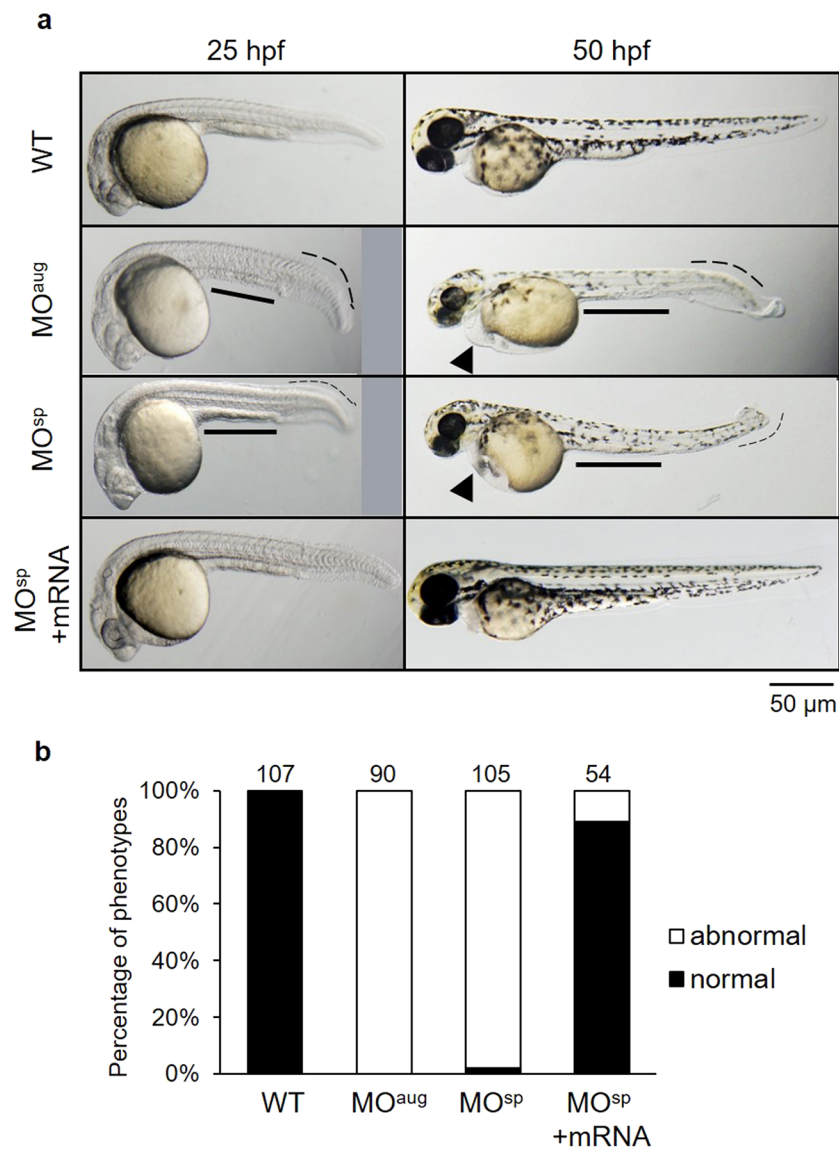 a
25 hpf
50 hpf
WT
MOaug
MOsp
MOsp
+mRNA
50 µm
b
107
90
105
54
100%
80%
60%
40%
20%
0%
Percentage of phenotypes
abnormal
normal
WT
MOaug
MOsp
MOsp
+mRNA